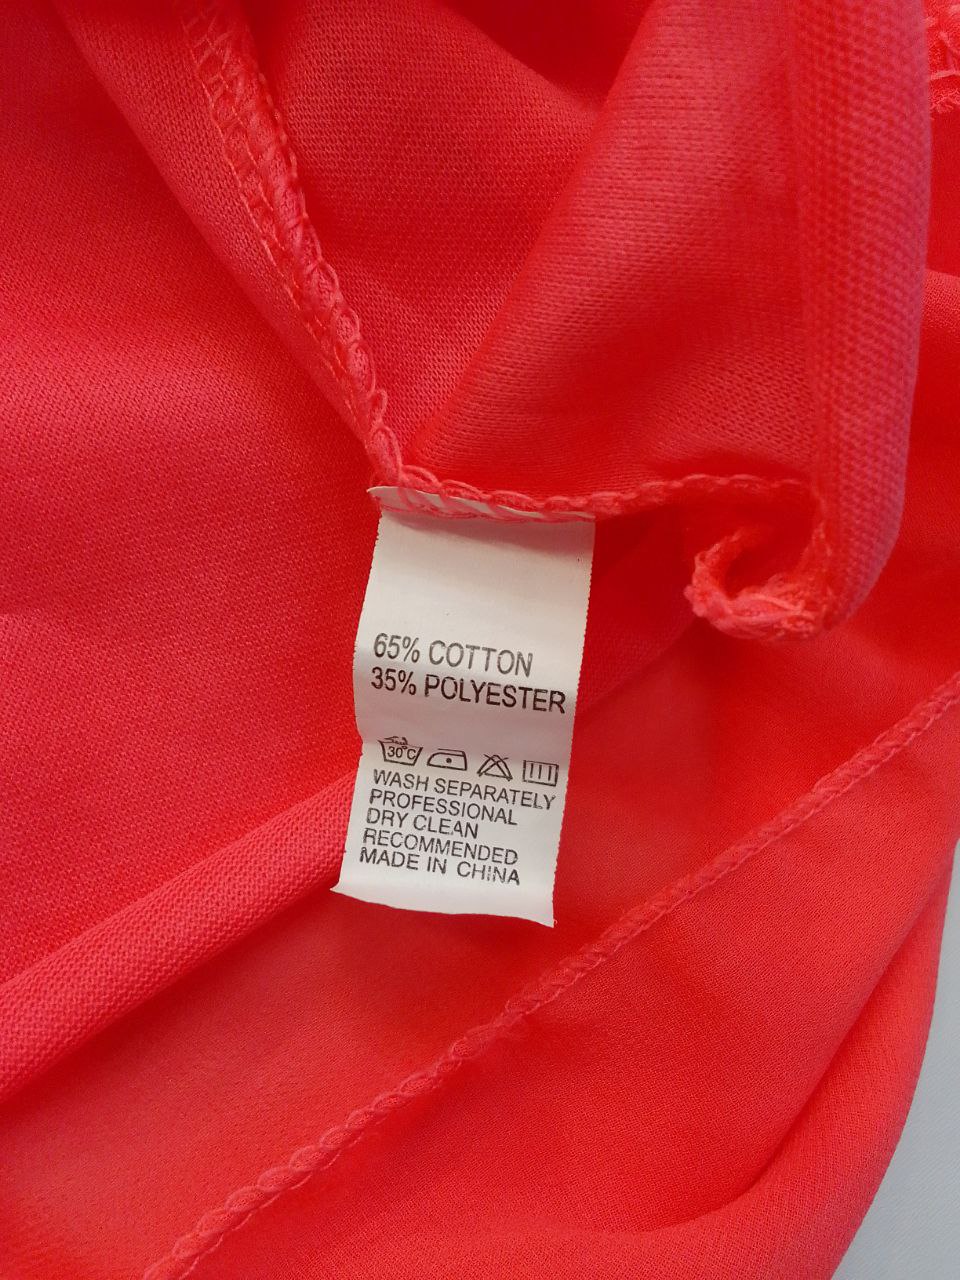 65% COTTON
35% POLYESTER
30°C
WASH SEPARATELY
PROFESSIONAL
DRY CLEAN
RECOMMENDED
MADE IN CHINA